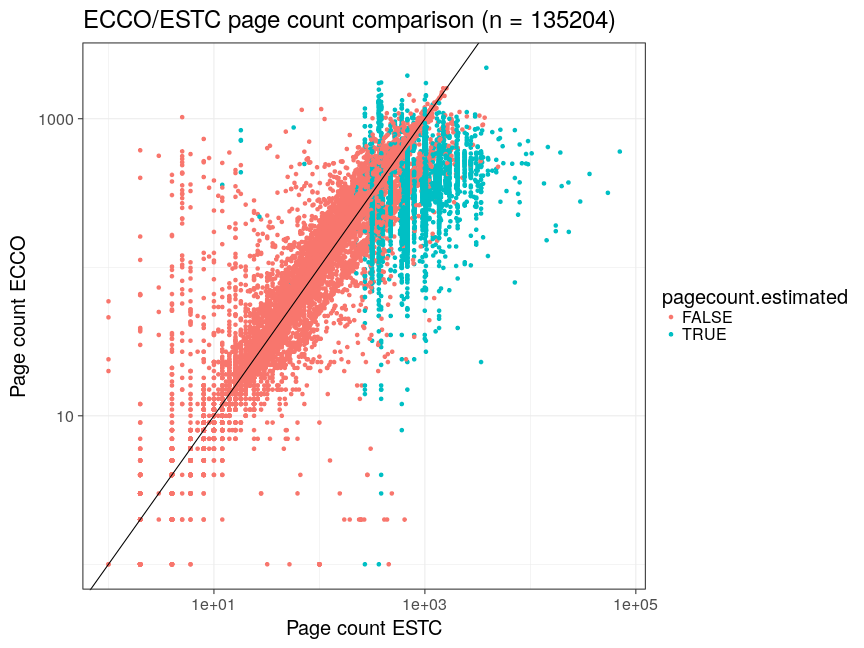 ECCO/ESTC page count comparison (n = 135204)
Page count ECCO
1000
10
1e+01
1e+03
1e+05
Page count ESTC
pagecount.estimated
FALSE
TRUE